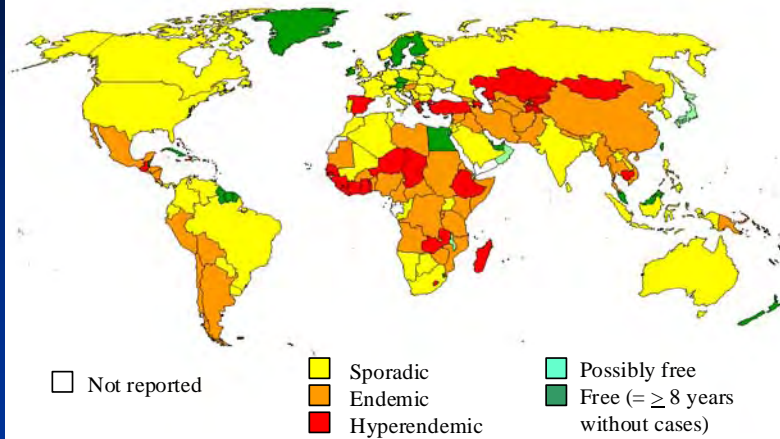 Not reported
Sporadic
Endemic
Hyperendemic
Possibly free
Free (= ≥ 8 years
without cases)